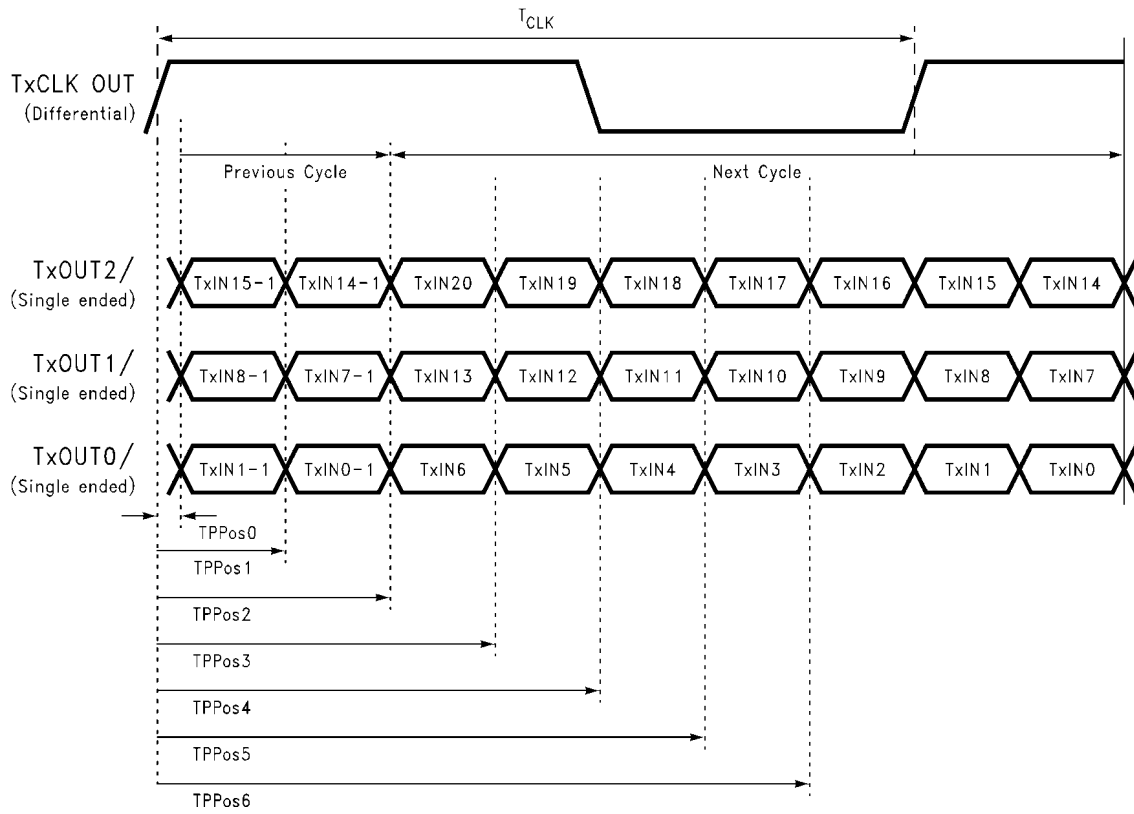 TCLK
TxCLK OUT
(Differential)
Previous Cycle
Next Cycle
TxOUT2/
(Single ended)
TxIN15-1 TxIN14-1 TxIN20 TxIN19 TxIN18 TxIN17 TxIN16 TxIN15 TxIN14
TxOUT1/
(Single ended)
TxIN8-1 TxIN7-1 TxIN13 TxIN12 TxIN11 TxIN10 TxIN9 TxIN8 TxIN7
TxOUT0/
(Single ended)
TxIN1-1 TxIN0-1 TxIN6 TxIN5 TxIN4 TxIN3 TxIN2 TxIN1 TxIN0
TPPos0
TPPos1
TPPos2
TPPos3
TPPos4
TPPos5
TPPos6